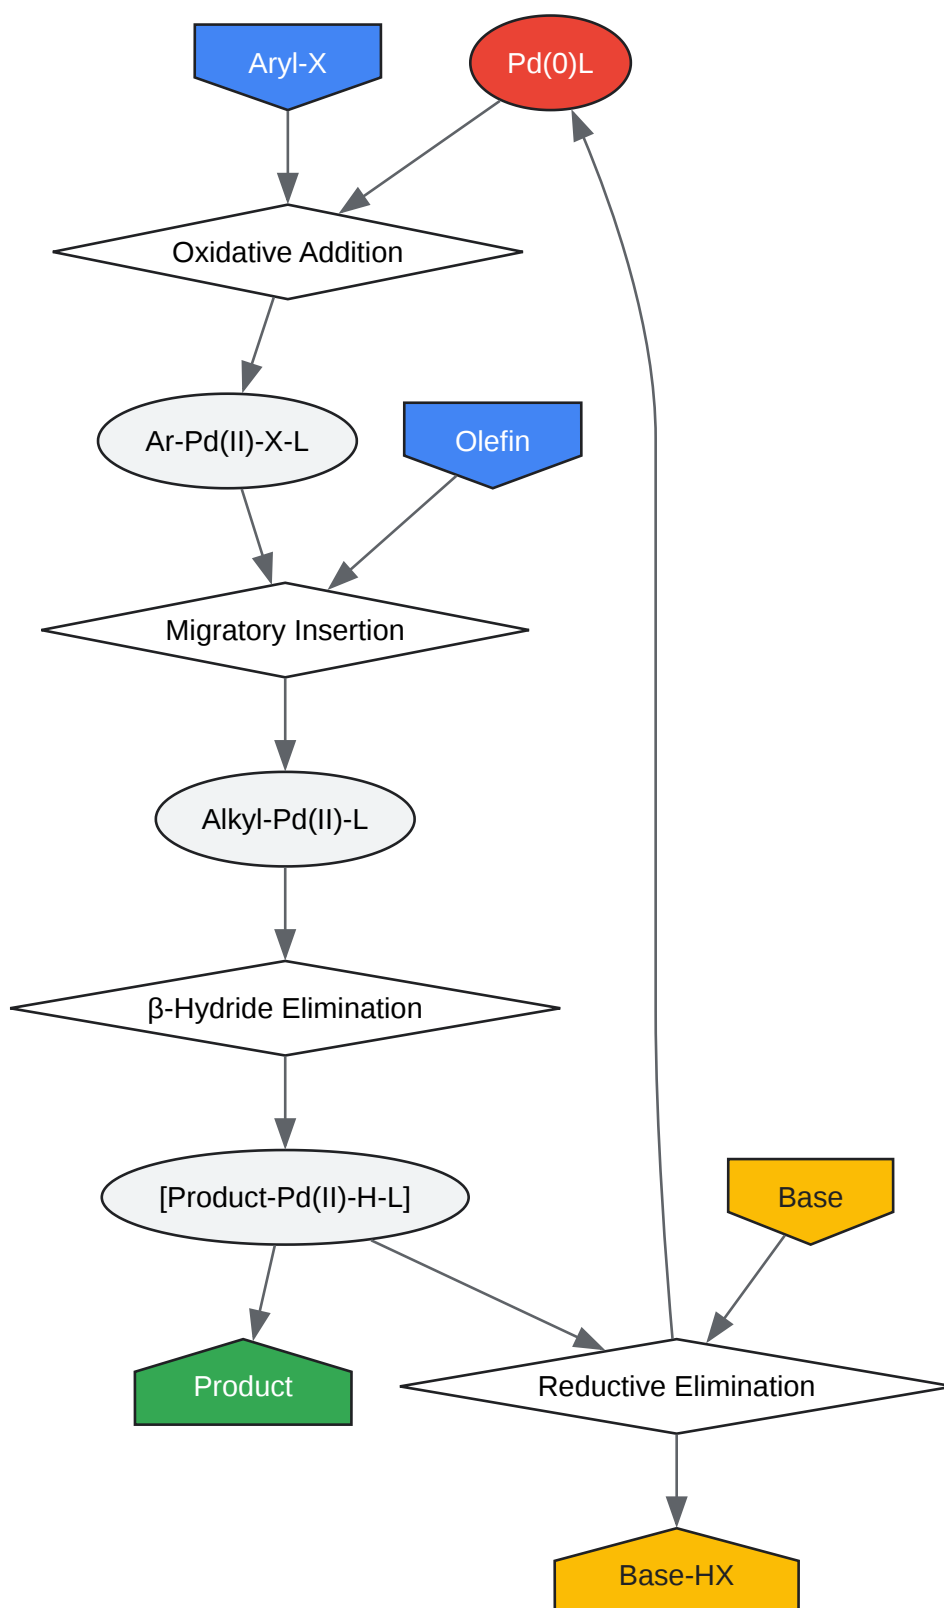 Aryl-X
Pd(0)L
Oxidative Addition
Ar-Pd(II)-X-L
Olefin
Migratory Insertion
Alkyl-Pd(II)-L
β-Hydride Elimination
[Product-Pd(II)-H-L]
Base
Product
Reductive Elimination
Base-HX